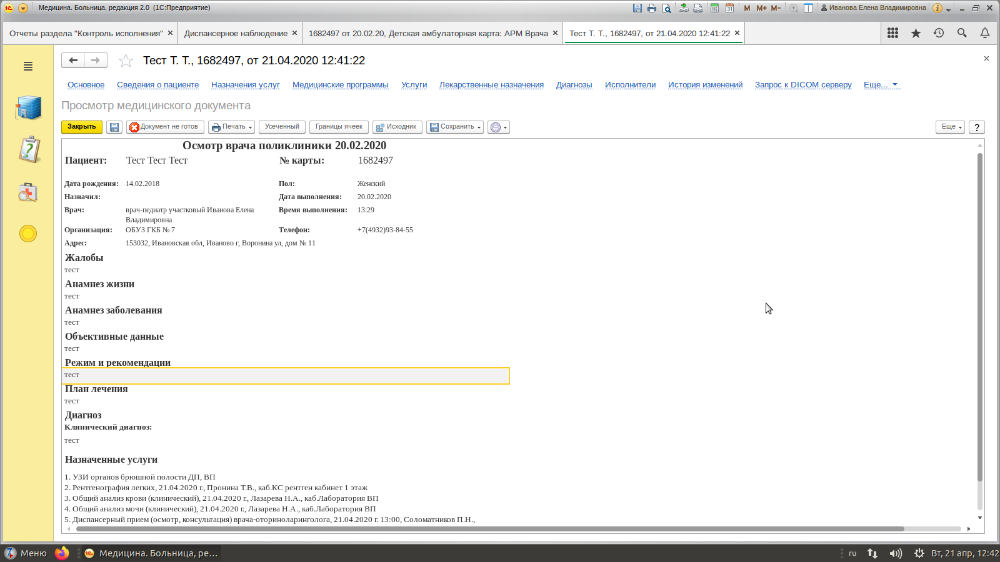 Медицина. Больница, редакция 2.0 (1С:Предприятие)
M M+ M- Иванова Елена Владимировна
Отчеты раздела "Контроль исполнения" × Диспансерное наблюдение × 1682497 от 20.02.20, Детская амбулаторная карта: АРМ Врача × Тест Т. Т., 1682497, от 21.04.2020 12:41:22 ×
Тест Т. Т., 1682497, от 21.04.2020 12:41:22
Основное Сведения о пациенте Назначения услуг Медицинские программы Услуги Лекарственные назначения Диагнозы Исполнители История изменений Запрос к DICOM серверу Еще...
Просмотр медицинского документа
Закрыть Документ не готов Печать Усеченный Границы ячеек Исходник Сохранить Еще ?
Осмотр врача поликлиники 20.02.2020
Пациент: Тест Тест Тест № карты: 1682497
Дата рождения: 14.02.2018 Пол: Женский
Назначил: Дата выполнения: 20.02.2020
Врач: врач-педиатр участковый Иванова Елена Владимировна Время выполнения: 13:29
Организация: ОБУЗ ГКБ № 7 Телефон: +7(4932)93-84-55
Адрес: 153032, Ивановская обл, Иваново г, Воронина ул, дом № 11
Жалобы
тест
Анамнез жизни
тест
Анамнез заболевания
тест
Объективные данные
тест
Режим и рекомендации
тест
План лечения
тест
Диагноз
Клинический диагноз:
тест
Назначенные услуги
1. УЗИ органов брюшной полости ДП, ВП
2. Рентгенография легких, 21.04.2020 г., Пронина Т.В., каб.КС рентген кабинет 1 этаж
3. Общий анализ крови (клинический), 21.04.2020 г., Лазарева Н.А., каб.Лаборатория ВП
4. Общий анализ мочи (клинический), 21.04.2020 г., Лазарева Н.А., каб.Лаборатория ВП
5. Диспансерный прием (осмотр, консультация) врача-оториноларинголога, 21.04.2020 г. 13:00, Соломатников П.Н.,
Меню Медицина. Больница, ре… ru Вт, 21 апр, 12:42